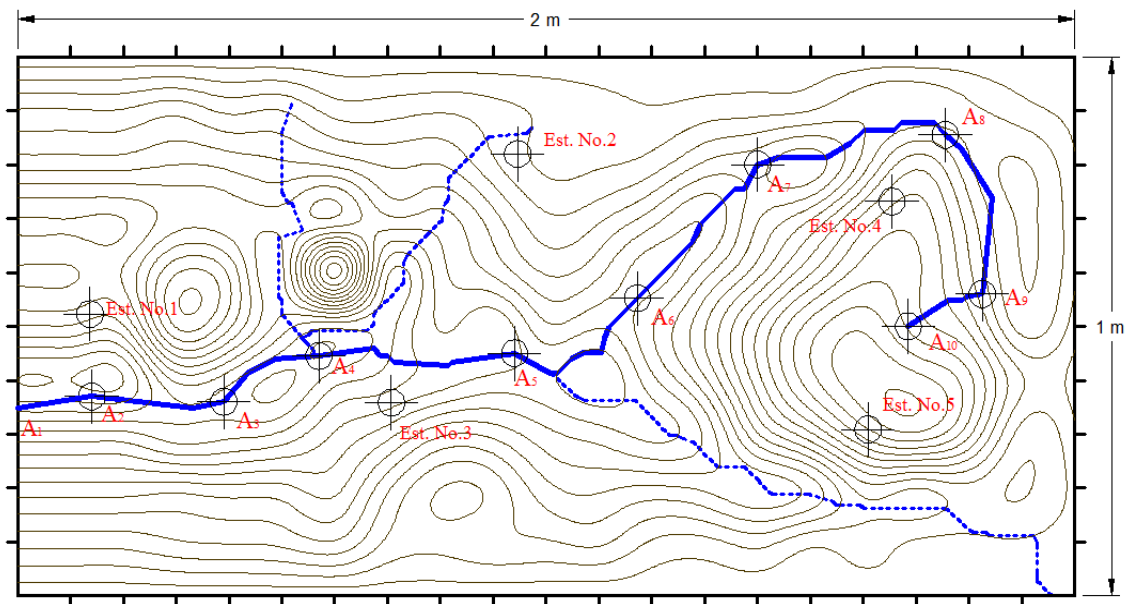 2 m
A8
Est. No.2
A7
Est. No.4
Est. No.1
A6
A9
1 m
A10
A4
A5
A2
A3
Est. No.5
A1
Est. No.3